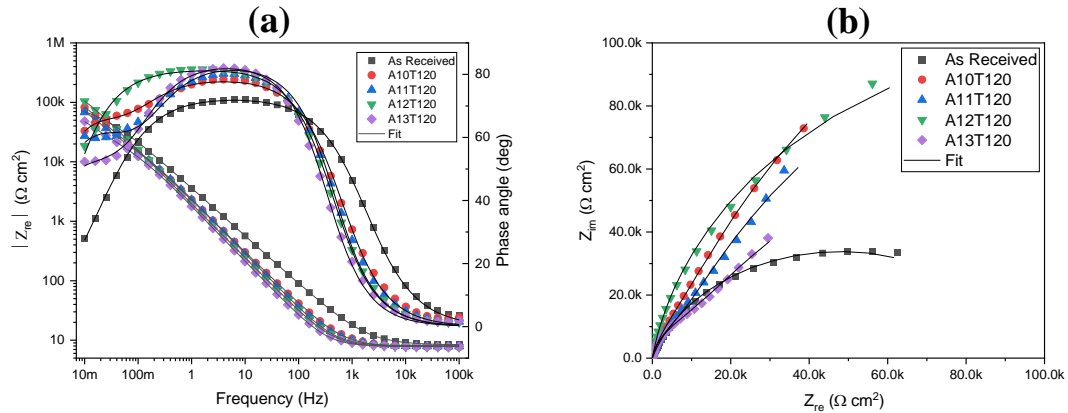 (a)
1M
100k
10k
1k
100
10
| Zre | (Ω cm2)
10m
100m
1
10
100
1k
10k
100k
Frequency (Hz)
80
60
40
20
0
Phase angle (deg)
As Received
A10T120
A11T120
A12T120
A13T120
Fit
(b)
100.0k
80.0k
60.0k
40.0k
20.0k
0.0
Zim (Ω cm2)
0.0
20.0k
40.0k
60.0k
80.0k
100.0k
Zre (Ω cm2)
As Received
A10T120
A11T120
A12T120
A13T120
Fit